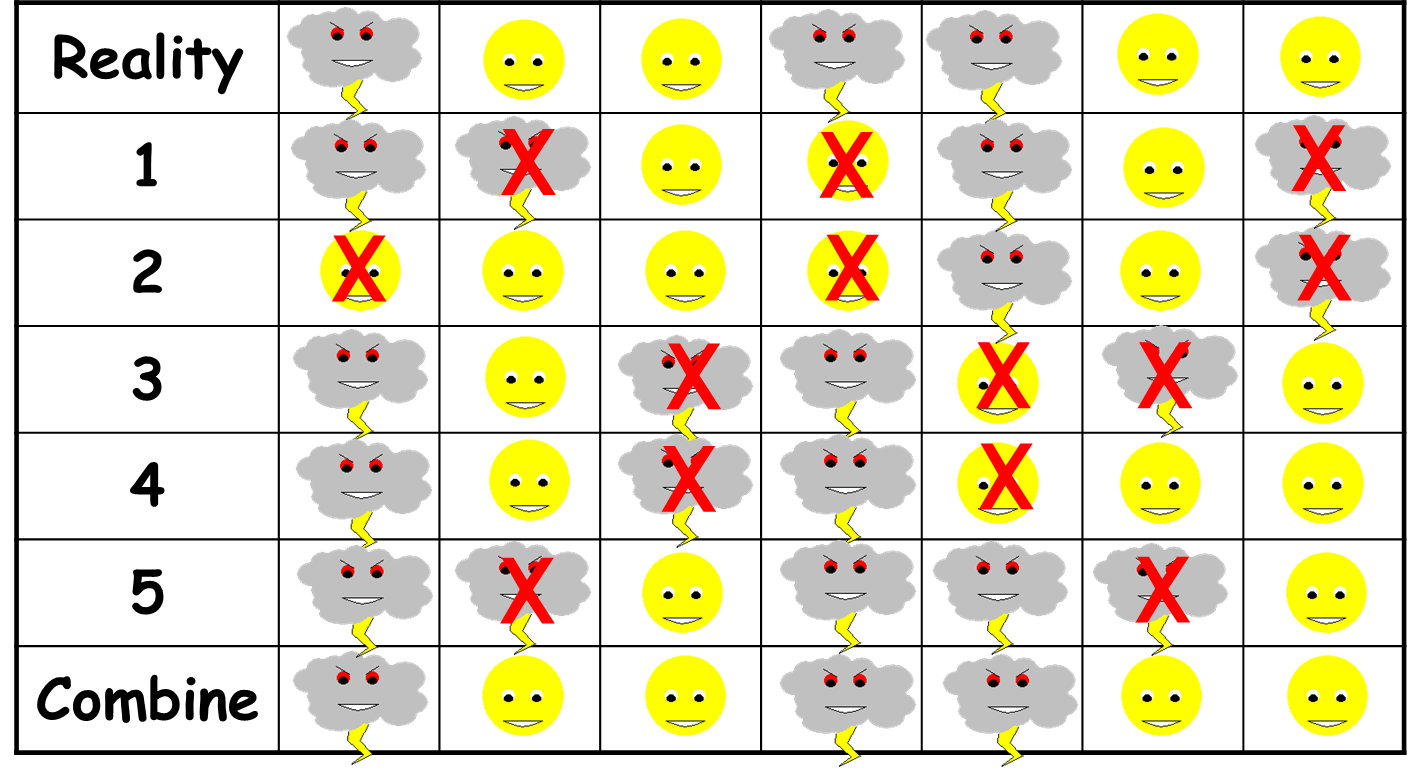 Reality
1 X X X
2 X X X
3 X X X
4 X X
5 X X
Combine